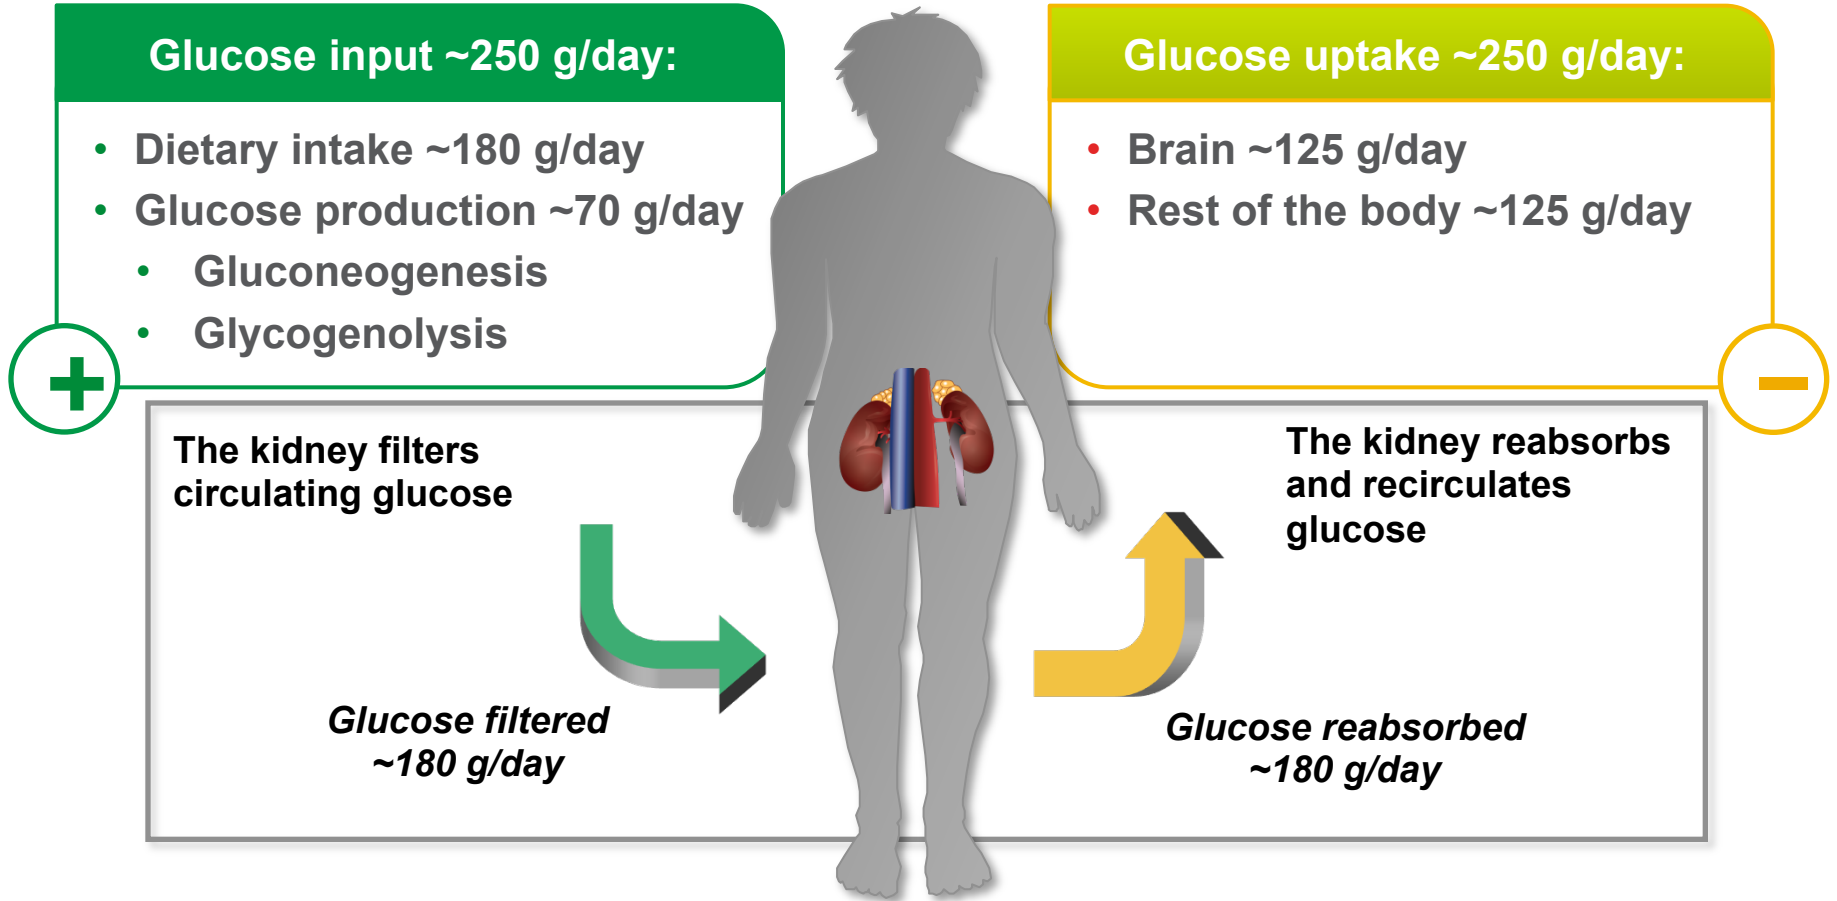 Glucose input ~250 g/day:
• Dietary intake ~180 g/day
• Glucose production ~70 g/day
• Gluconeogenesis
• Glycogenolysis
+
Glucose uptake ~250 g/day:
• Brain ~125 g/day
• Rest of the body ~125 g/day
−
The kidney filters
circulating glucose
Glucose filtered
~180 g/day
The kidney reabsorbs
and recirculates
glucose
Glucose reabsorbed
~180 g/day